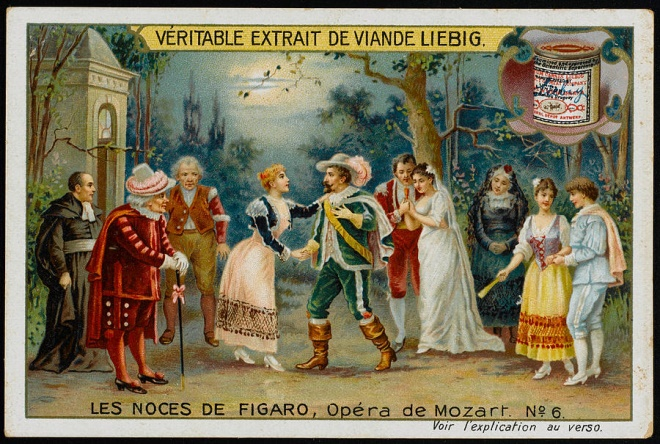 VÉRITABLE EXTRAIT DE VIANDE LIEBIG.
LES NOCES DE FIGARO, Opéra de Mozart. Nº 6.
Voir l'explication au verso.